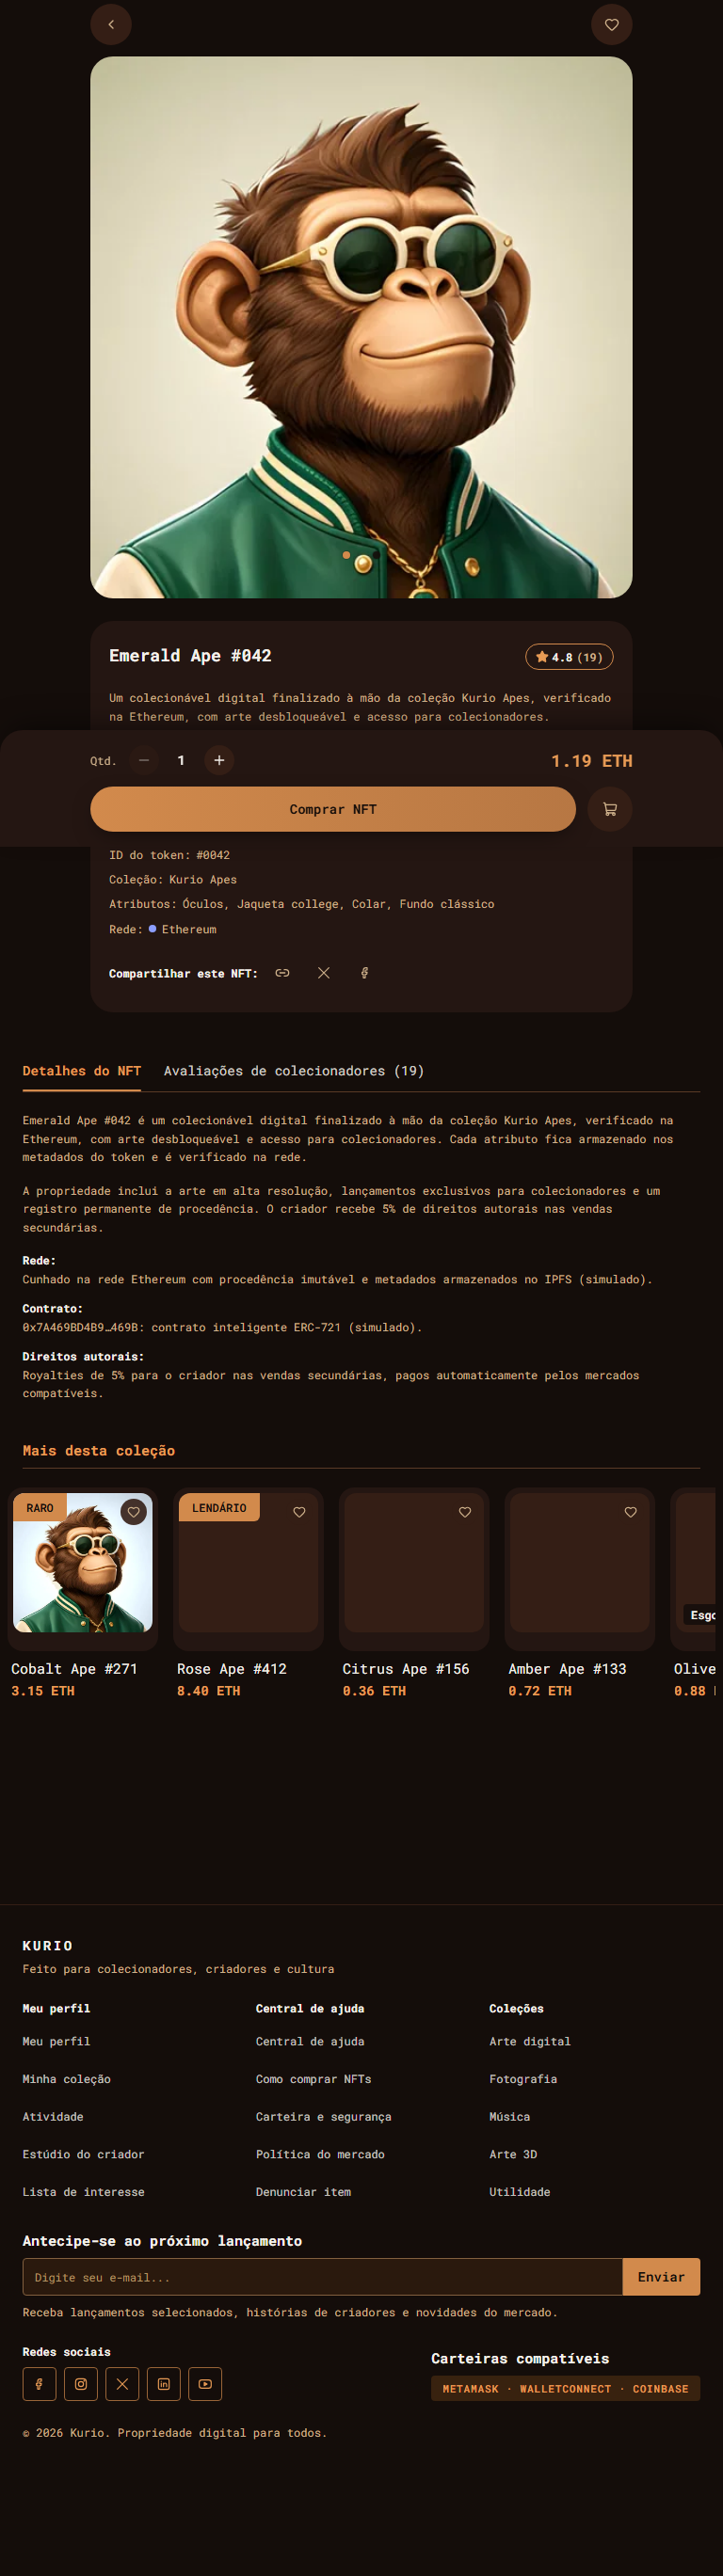 Emerald Ape #042
4.8 (19)
Um colecionável digital finalizado à mão da coleção Kurio Apes, verificado
na Ethereum, com arte desbloqueável e acesso para colecionadores.
Qtd.
1
1.19 ETH
Comprar NFT
ID do token: #0042
Coleção: Kurio Apes
Atributos: Óculos, Jaqueta college, Colar, Fundo clássico
Rede: Ethereum
Compartilhar este NFT:
Detalhes do NFT
Avaliações de colecionadores (19)
Emerald Ape #042 é um colecionável digital finalizado à mão da coleção Kurio Apes, verificado na
Ethereum, com arte desbloqueável e acesso para colecionadores. Cada atributo fica armazenado nos
metadados do token e é verificado na rede.
A propriedade inclui a arte em alta resolução, lançamentos exclusivos para colecionadores e um
registro permanente de procedência. O criador recebe 5% de direitos autorais nas vendas
secundárias.
Rede:
Cunhado na rede Ethereum com procedência imutável e metadados armazenados no IPFS (simulado).
Contrato:
0x7A469BD4B9…469B: contrato inteligente ERC-721 (simulado).
Direitos autorais:
Royalties de 5% para o criador nas vendas secundárias, pagos automaticamente pelos mercados
compatíveis.
Mais desta coleção
RARO
LENDÁRIO
Esgo
Cobalt Ape #271
Rose Ape #412
Citrus Ape #156
Amber Ape #133
Olive
3.15 ETH
8.40 ETH
0.36 ETH
0.72 ETH
0.88
KURIO
Feito para colecionadores, criadores e cultura
Meu perfil
Central de ajuda
Coleções
Meu perfil
Central de ajuda
Arte digital
Minha coleção
Como comprar NFTs
Fotografia
Atividade
Carteira e segurança
Música
Estúdio do criador
Política do mercado
Arte 3D
Lista de interesse
Denunciar item
Utilidade
Antecipe-se ao próximo lançamento
Digite seu e-mail...
Enviar
Receba lançamentos selecionados, histórias de criadores e novidades do mercado.
Redes sociais
Carteiras compatíveis
METAMASK · WALLETCONNECT · COINBASE
© 2026 Kurio. Propriedade digital para todos.